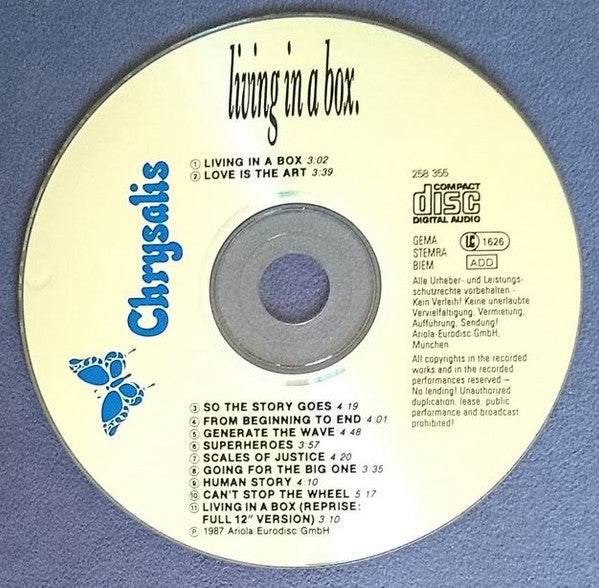 living in a box.
① LIVING IN A BOX 3:02
② LOVE IS THE ART 3:39
Chrysalis
258 355
COMPACT
disc
DIGITAL AUDIO
GEMA
STEMRA
BIEM
LC 1626
ADD
Alle Urheber- und Leistungs-
schutzrechte vorbehalten -
Kein Verleih! Keine unerlaubte
Vervielfältigung, Vermietung,
Aufführung, Sendung!
Ariola-Eurodisc GmbH,
München
All copyrights in the recorded
works and in the recorded
performances reserved –
No lending! Unauthorized
duplication, lease, public
performance and broadcast
prohibited!
③ SO THE STORY GOES 4 19
④ FROM BEGINNING TO END 4:01
⑤ GENERATE THE WAVE 4 48
⑥ SUPERHEROES 3:57
⑦ SCALES OF JUSTICE 4 20
⑧ GOING FOR THE BIG ONE 3 35
⑨ HUMAN STORY 4:10
⑩ CAN'T STOP THE WHEEL 5 17
⑪ LIVING IN A BOX (REPRISE:
FULL 12" VERSION) 3 10
Ⓟ 1987 Ariola Eurodisc GmbH